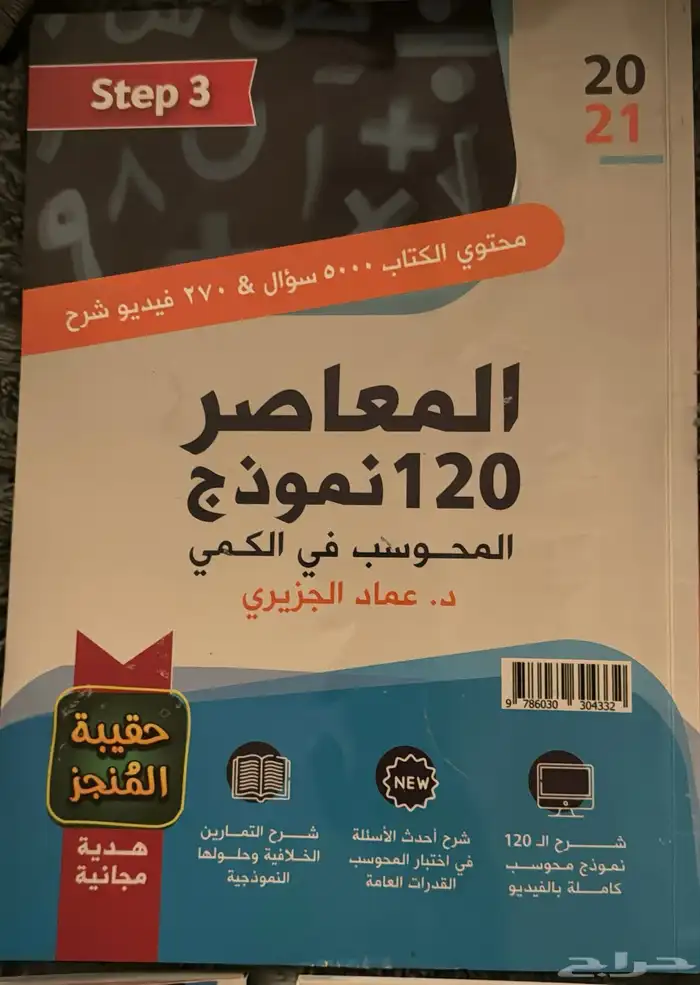 Step 3
20
21
محتوي الكتاب ٥٠٠٠ سؤال & ٢٧٠ فيديو شرح
المعاصر
120 نموذج
المحوسب في الكمي
د. عماد الجزيري
9 786030 304332
حقيبة
المُنجز
هدية
مجانية
شرح الـ 120
نموذج محوسب
كاملة بالفيديو
NEW
شرح أحدث الأسئلة
في اختبار المحوسب
القدرات العامة
شرح التمارين
الخلافية وحلولها
النموذجية
حراج